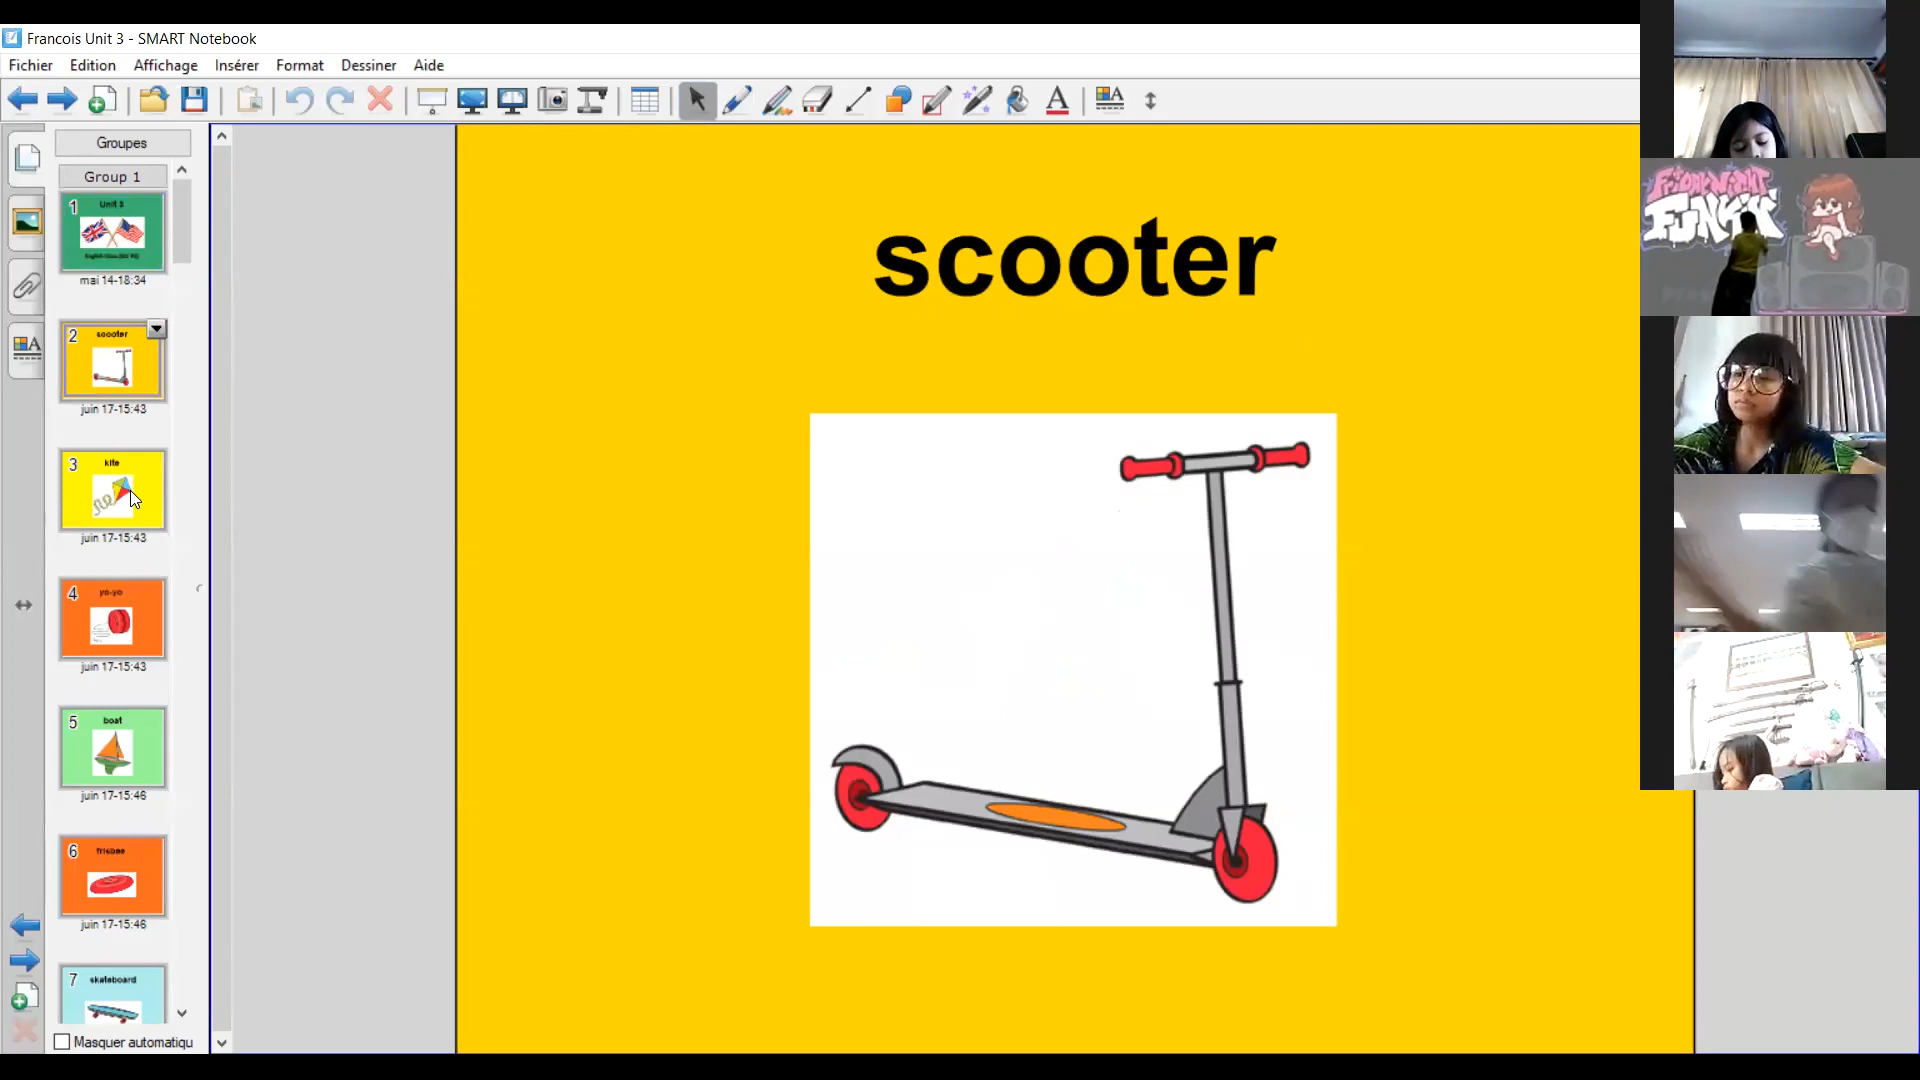 Francois Unit 3 - SMART Notebook
Fichier Edition Affichage Insérer Format Dessiner Aide
Groupes
Group 1
1 Unit 3
mai 14-18:34
2 scooter
juin 17-15:43
3 kite
juin 17-15:43
4 yo-yo
juin 17-15:43
5 boat
juin 17-15:46
6 frisbee
juin 17-15:46
7 skateboard
Masquer automatiqu
scooter
FRIDAY NIGHT
FUNKIN